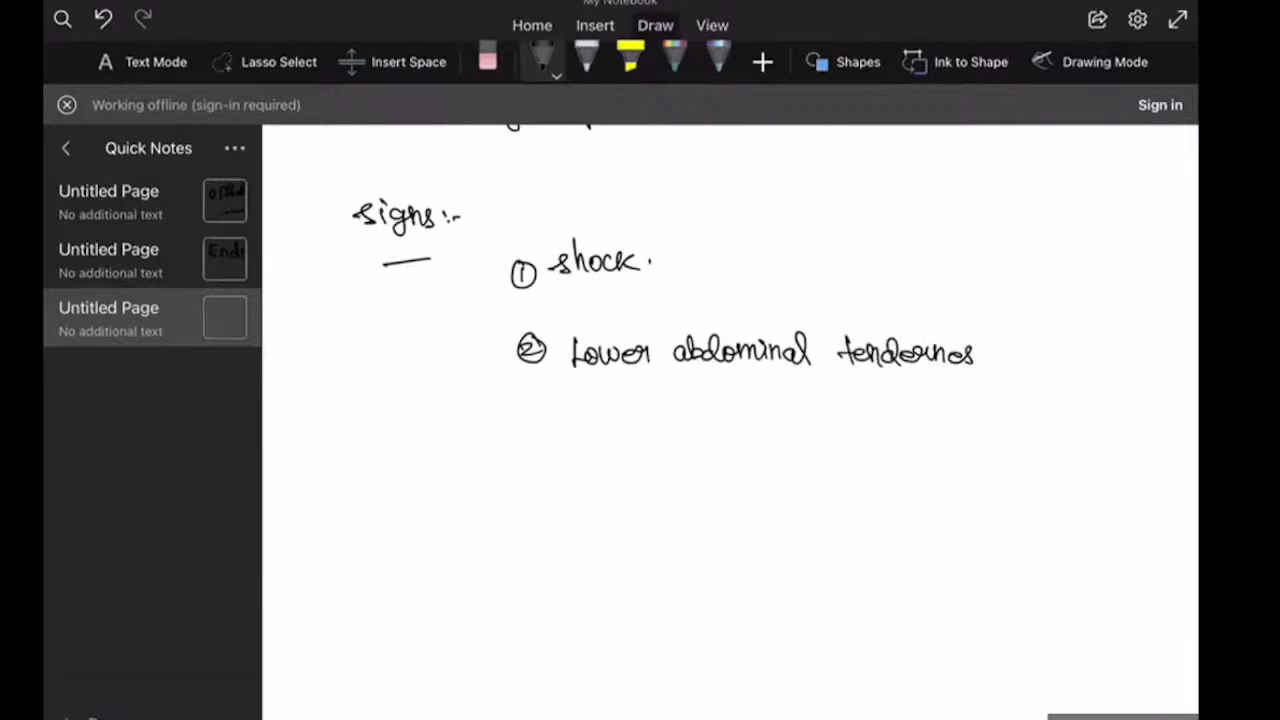 My Notebook
Home Insert Draw View
Text Mode Lasso Select Insert Space Shapes Ink to Shape Drawing Mode
Working offline (sign-in required) Sign in
Quick Notes
Untitled Page
No additional text
Untitled Page
No additional text
Untitled Page
No additional text
Signs:-
① shock.
② Lower abdominal tendernes